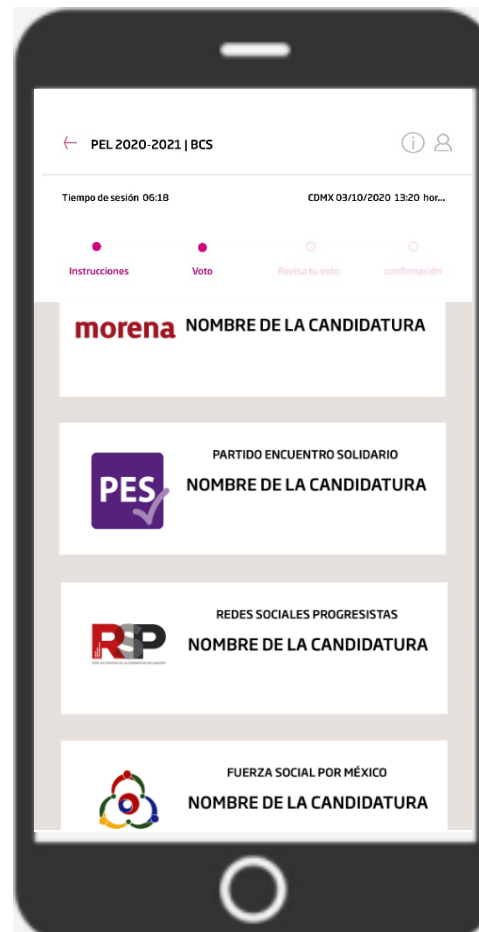 PEL 2020-2021 | BCS
Tiempo de sesión 06:18
CDMX 03/10/2020 13:20 hor...
Instrucciones
Voto
Revisa tu veto
confirmación
morena
NOMBRE DE LA CANDIDATURA
PARTIDO ENCUENTRO SOLIDARIO
PES
NOMBRE DE LA CANDIDATURA
REDES SOCIALES PROGRESISTAS
RSP
NOMBRE DE LA CANDIDATURA
FUERZA SOCIAL POR MÉXICO
NOMBRE DE LA CANDIDATURA